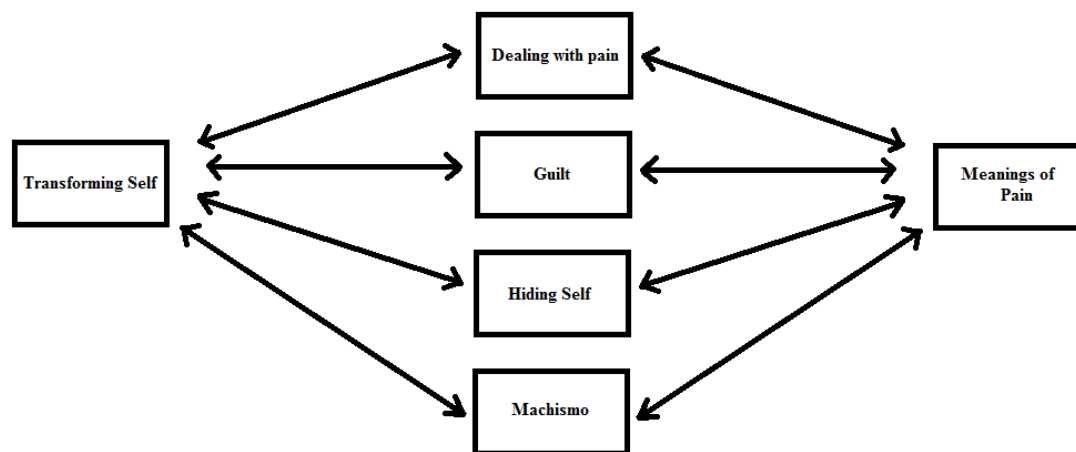 Dealing with pain
Transforming Self
Guilt
Meanings of
Pain
Hiding Self
Machismo